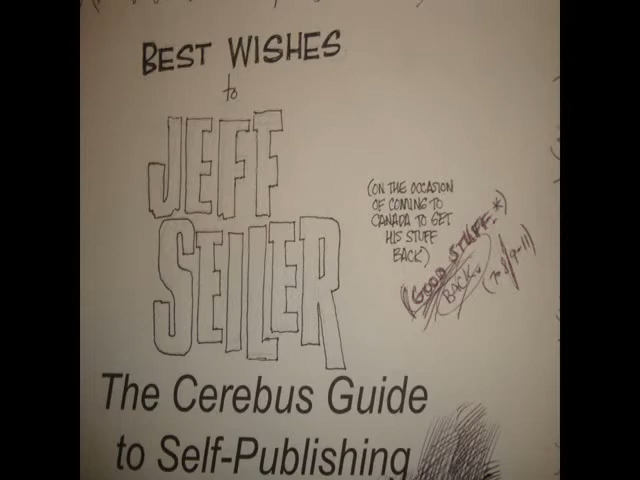 BEST WISHES
to
JEFF
SEILER
(ON THE OCCASION
OF COMING TO
CANADA TO GET
HIS STUFF
BACK)
(GOOD STUFF.*)
BACK.
The Cerebus Guide
to Self-Publishing